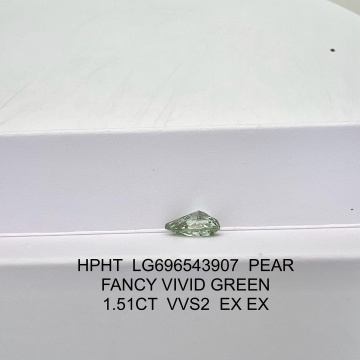 HPHT LG696543907 PEAR
FANCY VIVID GREEN
1.51CT VVS2 EX EX